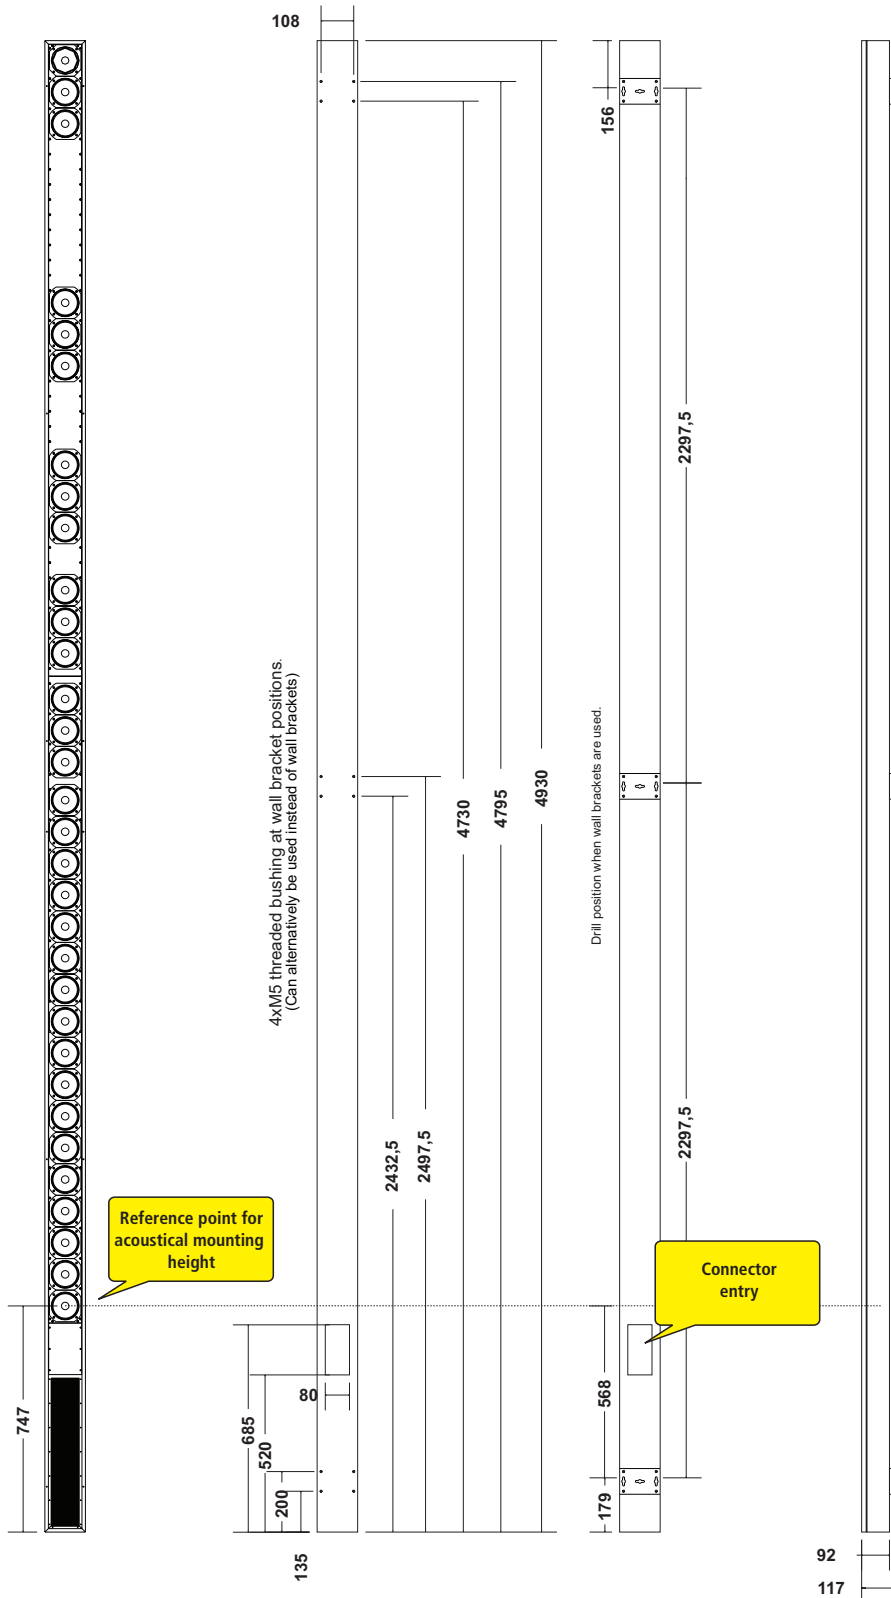 108
156
2297,5
4xM5 threaded bushing at wall bracket positions.
(Can alternatively be used instead of wall brackets)
Drill position when wall brackets are used.
4730
4795
4930
2432,5
2497,5
2297,5
Reference point for
acoustical mounting
height
Connector
entry
747
685
520
80
200
135
568
179
92
117